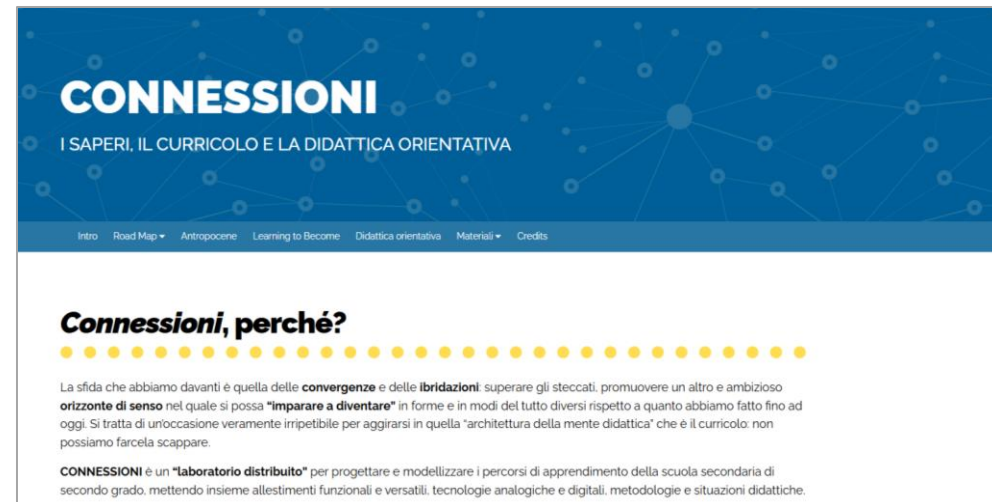 CONNESSIONI
I SAPERI, IL CURRICOLO E LA DIDATTICA ORIENTATIVA
Intro Road Map Antropocene Learning to Become Didattica orientativa Materiali Credits
Connessioni, perché?
La sfida che abbiamo davanti è quella delle convergenze e delle ibridazioni: superare gli steccati, promuovere un altro e ambizioso
orizzonte di senso nel quale si possa "imparare a diventare" in forme e in modi del tutto diversi rispetto a quanto abbiamo fatto fino ad
oggi. Si tratta di un'occasione veramente irripetibile per aggirarsi in quella "architettura della mente didattica" che è il curricolo: non
possiamo farcela scappare.
CONNESSIONI è un "laboratorio distribuito" per progettare e modellizzare i percorsi di apprendimento della scuola secondaria di
secondo grado, mettendo insieme allestimenti funzionali e versatili, tecnologie analogiche e digitali, metodologie e situazioni didattiche.